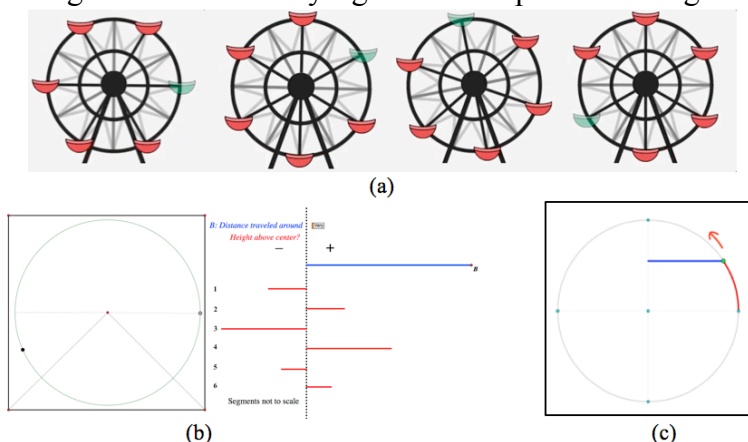 (a)
B: Distance traveled around
Height above center?
− +
B
1
2
3
4
5
6
Segments not to scale
(b)
(c)